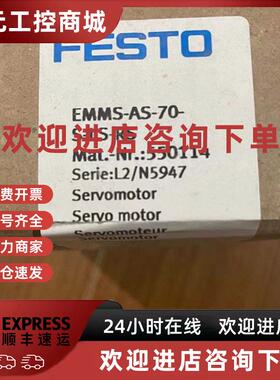 元工控商城
FESTO
EMMS-AS-70-
欢迎进店咨询下单
Mat.-Nr.:550114
Serie:L2/N5947
Servomotor
Servo motor
Servomoteur
开票
号齐全
力商家
仓速发
EXPRESS
顺丰速运
24小时在线
欢迎进店
欢迎进店咨询下单